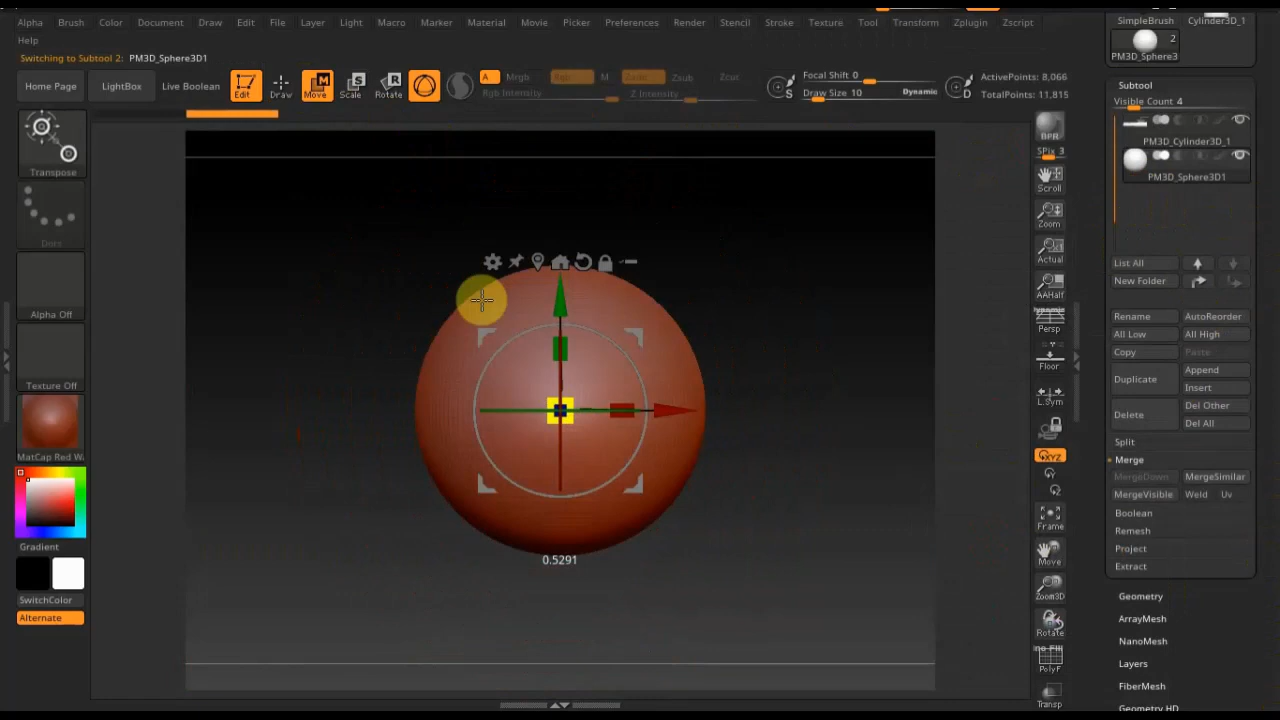 Alpha Brush Color Document Draw Edit File Layer Light Macro Marker Material Movie Picker Preferences Render Stencil Stroke Texture Tool Transform Zplugin Zscript
Help
Switching to Subtool 2: PM3D_Sphere3D1
Home Page LightBox Live Boolean Edit Draw Move Scale Rotate
A Mrgb Rgb M Zadd Zsub Zcut
Rgb Intensity Z Intensity
Focal Shift 0
Draw Size 10 Dynamic
ActivePoints: 8,066
TotalPoints: 11,815
SimpleBrush Cylinder3D_1
2
PM3D_Sphere3
Transpose
Dots
Alpha Off
Texture Off
MatCap Red W
Gradient
SwitchColor
Alternate
0.5291
BPR
SPix 3
Scroll
Zoom
Actual
AAHalf
Dynamic
Persp
Floor
L.Sym
XYZ
Y
Z
Frame
Move
Zoom3D
Rotate
PolyF
Transp
Subtool
Visible Count 4
PM3D_Cylinder3D_1
PM3D_Sphere3D1
List All
New Folder
Rename AutoReorder
All Low All High
Copy Paste
Duplicate Append
Insert
Delete Del Other
Del All
Split
Merge
MergeDown MergeSimilar
MergeVisible Weld Uv
Boolean
Remesh
Project
Extract
Geometry
ArrayMesh
NanoMesh
Layers
FiberMesh
Geometry HD